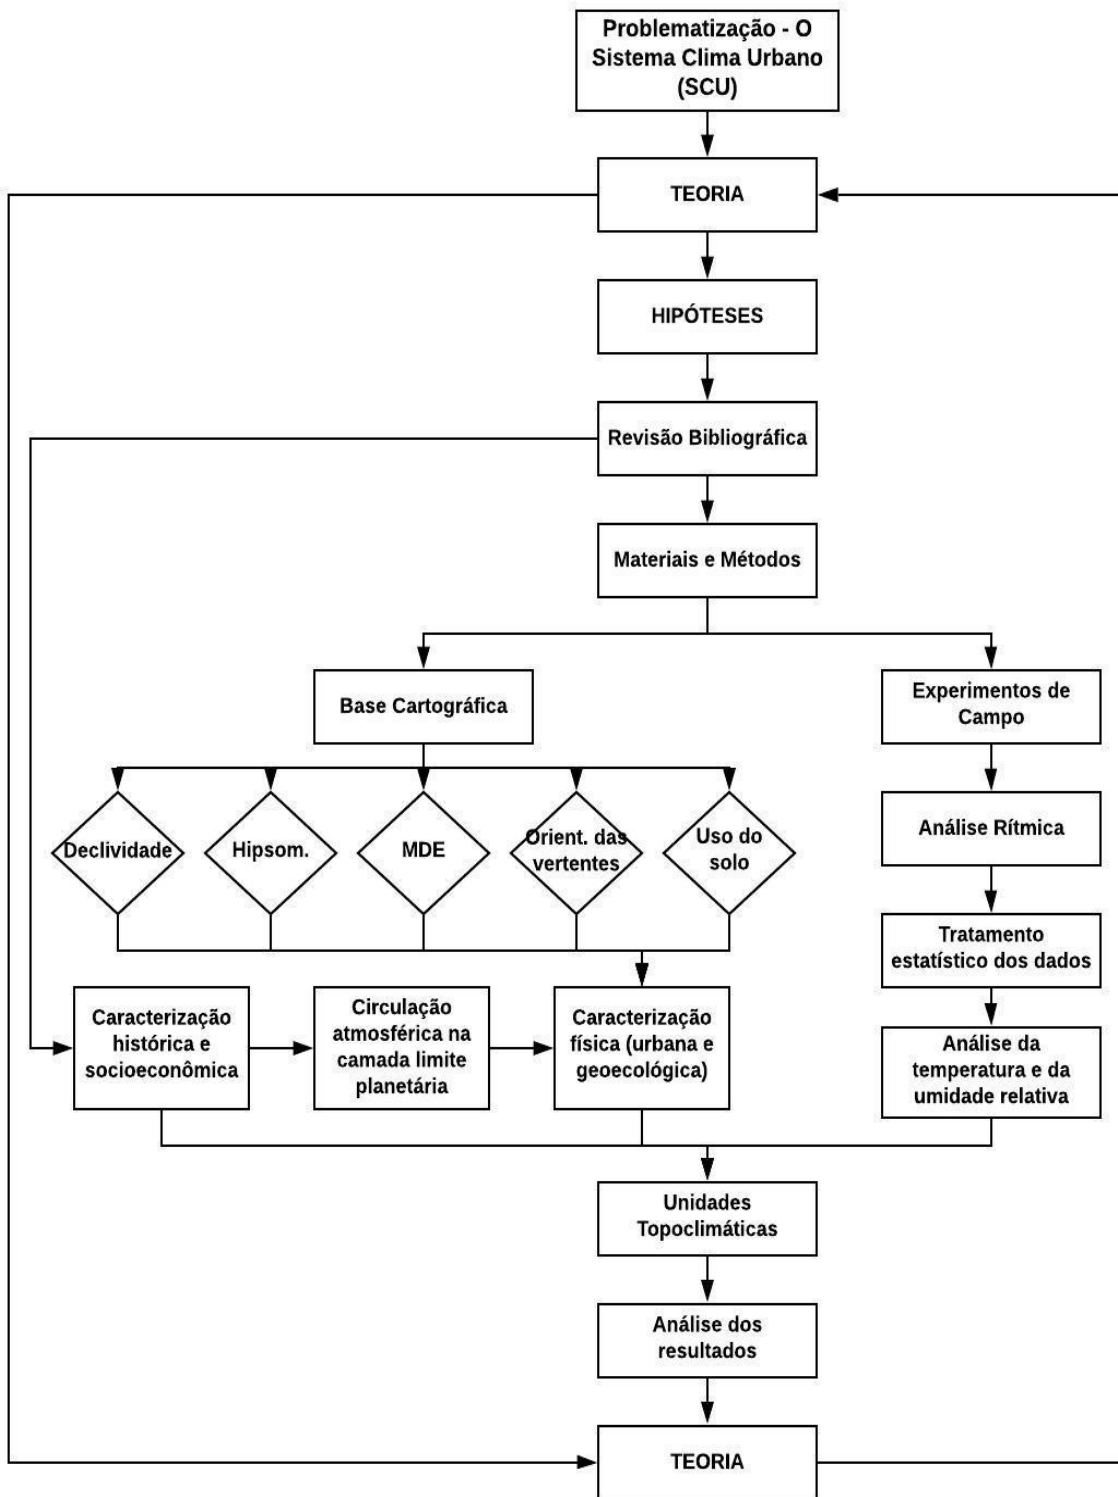 Problematização - O
Sistema Clima Urbano
(SCU)
TEORIA
HIPÓTESES
Revisão Bibliográfica
Materiais e Métodos
Base Cartográfica
Experimentos de
Campo
Declividade
Hipsom.
MDE
Orient. das
vertentes
Uso do
solo
Análise Rítmica
Tratamento
estatístico dos dados
Caracterização
histórica e
socioeconômica
Circulação
atmosférica na
camada limite
planetária
Caracterização
física (urbana e
geoecológica)
Análise da
temperatura e da
umidade relativa
Unidades
Topoclimáticas
Análise dos
resultados
TEORIA